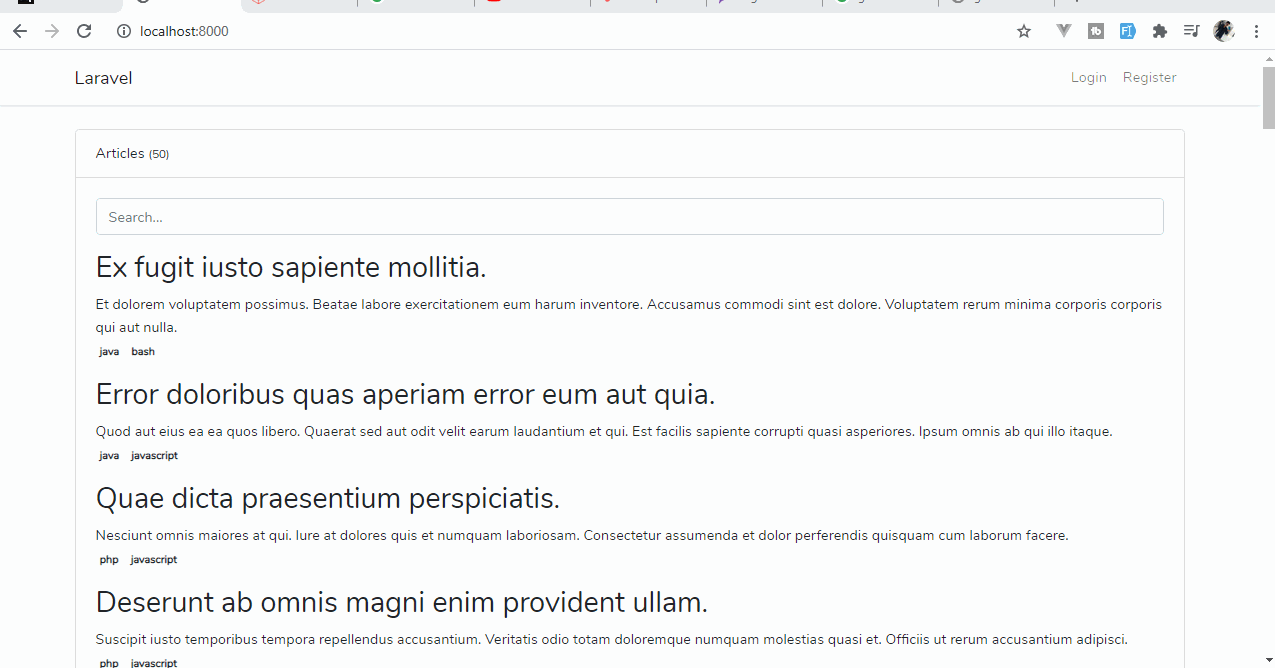 localhost:8000
Laravel
Login Register
Articles (50)
Search...
Ex fugit iusto sapiente mollitia.
Et dolorem voluptatem possimus. Beatae labore exercitationem eum harum inventore. Accusamus commodi sint est dolore. Voluptatem rerum minima corporis corporis
qui aut nulla.
java bash
Error doloribus quas aperiam error eum aut quia.
Quod aut eius ea ea quos libero. Quaerat sed aut odit velit earum laudantium et qui. Est facilis sapiente corrupti quasi asperiores. Ipsum omnis ab qui illo itaque.
java javascript
Quae dicta praesentium perspiciatis.
Nesciunt omnis maiores at qui. Iure at dolores quis et numquam laboriosam. Consectetur assumenda et dolor perferendis quisquam cum laborum facere.
php javascript
Deserunt ab omnis magni enim provident ullam.
Suscipit iusto temporibus tempora repellendus accusantium. Veritatis odio totam doloremque numquam molestias quasi et. Officiis ut rerum accusantium adipisci.
php javascript